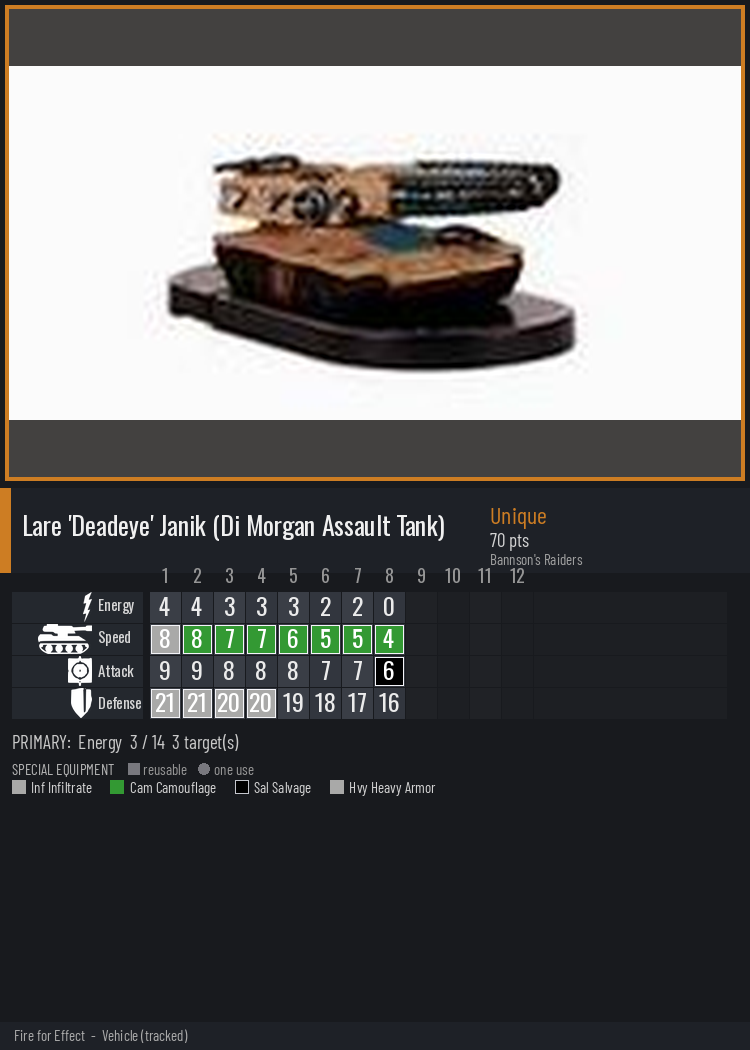 Lare 'Deadeye' Janik (Di Morgan Assault Tank)
Unique
70 pts
Bannson's Raiders
1 2 3 4 5 6 7 8 9 10 11 12
Energy 4 4 3 3 3 2 2 0
Speed 8 8 7 7 6 5 5 4
Attack 9 9 8 8 8 7 7 6
Defense 21 21 20 20 19 18 17 16
PRIMARY: Energy 3 / 14 3 target(s)
SPECIAL EQUIPMENT reusable one use
Inf Infiltrate Cam Camouflage Sal Salvage Hvy Heavy Armor
Fire for Effect - Vehicle (tracked)